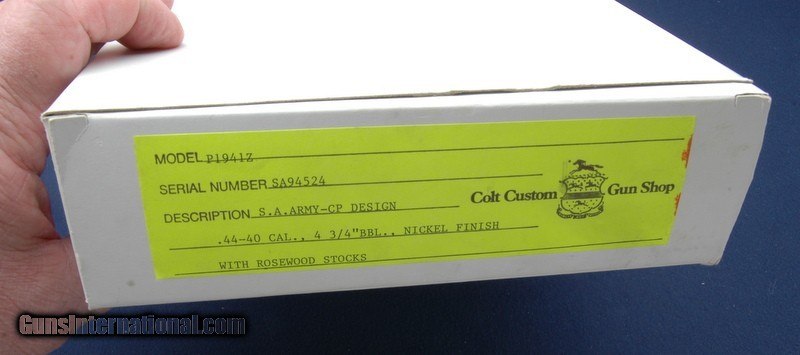 MODEL P1941Z
SERIAL NUMBER SA94524
DESCRIPTION S.A.ARMY-CP DESIGN
.44-40 CAL., 4 3/4"BBL., NICKEL FINISH
WITH ROSEWOOD STOCKS
Colt Custom Gun Shop
GunsInternational.com